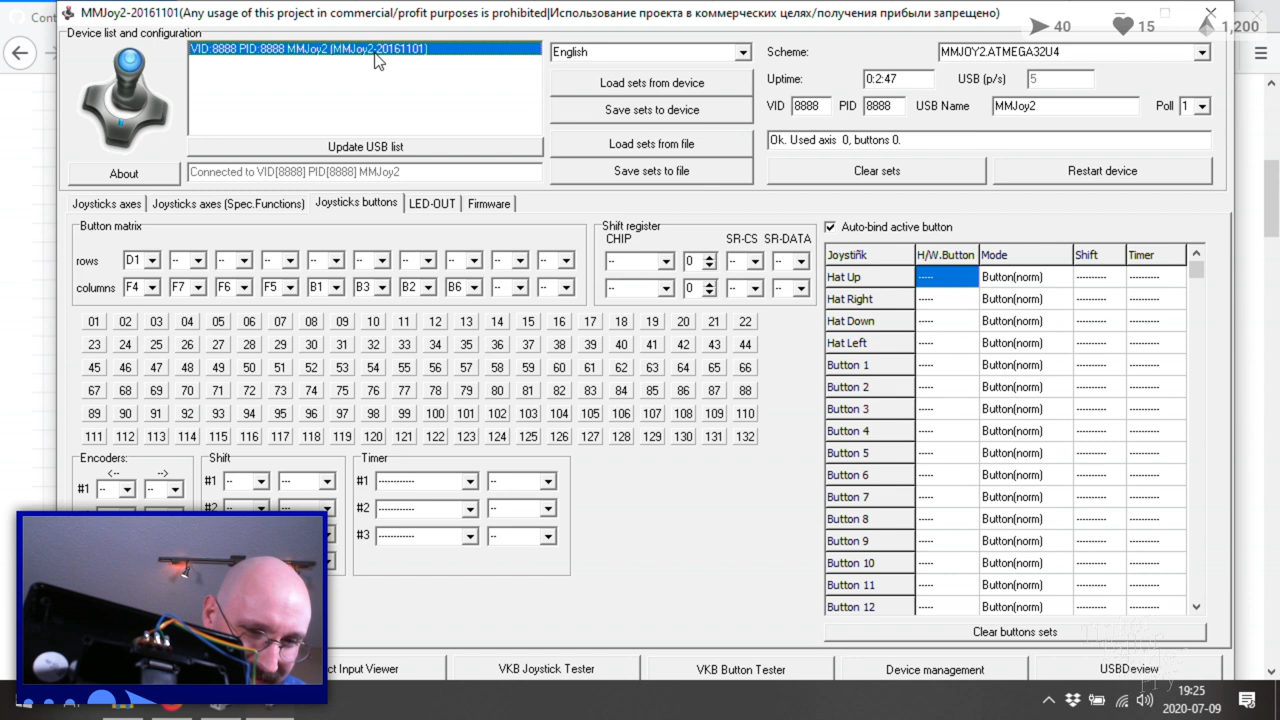 MMJoy2-20161101(Any usage of this project in commercial/profit purposes is prohibited|Использование проекта в коммерческих целях/получения прибыли запрещено)
40 15 1,200
Device list and configuration
VID:8888 PID:8888 MMJoy2 (MMJoy2-20161101)
English
Scheme: MMJOY2.ATMEGA32U4
Load sets from device
Uptime: 0:2:47 USB (p/s) 5
Save sets to device
VID 8888 PID 8888 USB Name MMJoy2 Poll 1
Update USB list
Load sets from file
Ok. Used axis 0, buttons 0.
About
Connected to VID[8888] PID[8888] MMJoy2
Save sets to file
Clear sets
Restart device
Joysticks axes Joysticks axes (Spec.Functions) Joysticks buttons LED-OUT Firmware
Button matrix
rows D1 -- -- -- -- -- -- -- -- --
columns F4 F7 F5 B1 B3 B2 B6 -- --
Shift register
CHIP SR-CS SR-DATA
-- 0 -- --
-- 0 -- --
01 02 03 04 05 06 07 08 09 10 11 12 13 14 15 16 17 18 19 20 21 22
23 24 25 26 27 28 29 30 31 32 33 34 35 36 37 38 39 40 41 42 43 44
45 46 47 48 49 50 51 52 53 54 55 56 57 58 59 60 61 62 63 64 65 66
67 68 69 70 71 72 73 74 75 76 77 78 79 80 81 82 83 84 85 86 87 88
89 90 91 92 93 94 95 96 97 98 99 100 101 102 103 104 105 106 107 108 109 110
111 112 113 114 115 116 117 118 119 120 121 122 123 124 125 126 127 128 129 130 131 132
Encoders:
<-- -->
#1 -- --
Shift
#1 -- ---
#2 -- ---
Timer
#1 ----------- --
#2 ----------- --
#3 ----------- --
Auto-bind active button
H/W.Button Mode Shift Timer
Hat Up ----- Button(norm) --------- ---------
Hat Right ----- Button(norm) --------- ---------
Hat Down ----- Button(norm) --------- ---------
Hat Left ----- Button(norm) --------- ---------
Button 1 ----- Button(norm) --------- ---------
Button 2 ----- Button(norm) --------- ---------
Button 3 ----- Button(norm) --------- ---------
Button 4 ----- Button(norm) --------- ---------
Button 5 ----- Button(norm) --------- ---------
Button 6 ----- Button(norm) --------- ---------
Button 7 ----- Button(norm) --------- ---------
Button 8 ----- Button(norm) --------- ---------
Button 9 ----- Button(norm) --------- ---------
Button 10 ----- Button(norm) --------- ---------
Button 11 ----- Button(norm) --------- ---------
Button 12 ----- Button(norm) --------- ---------
Clear buttons sets
Input Viewer
VKB Joystick Tester
VKB Button Tester
Device management
USBDeview
19:25
2020-07-09